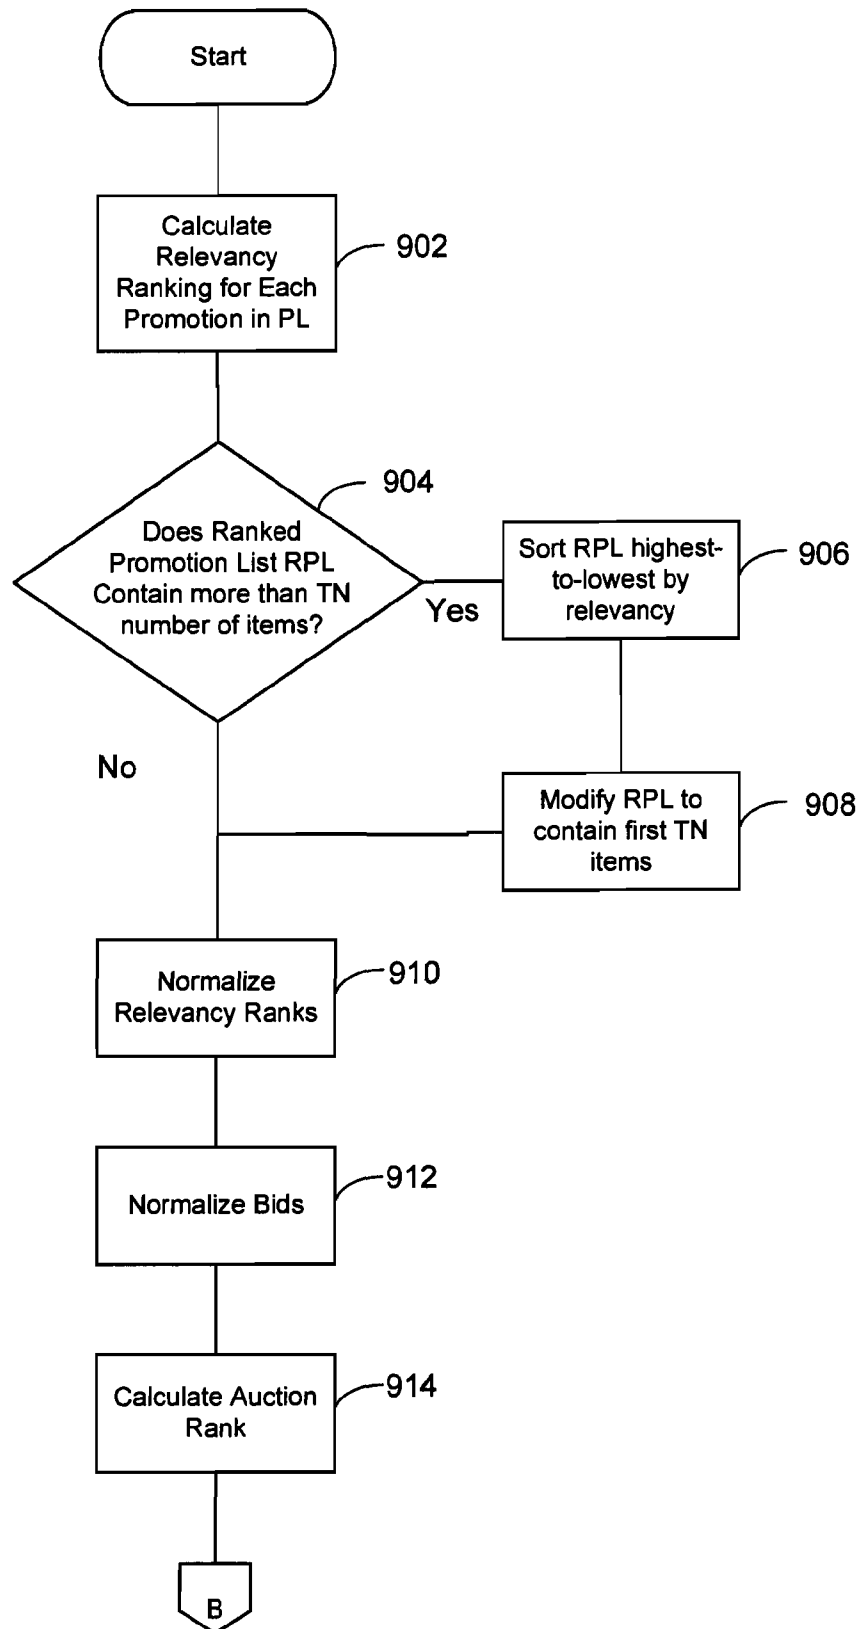 Start
Calculate
Relevancy
Ranking for Each
Promotion in PL
902
904
Does Ranked
Promotion List RPL
Contain more than TN
number of items?
Yes
Sort RPL highest-
to-lowest by
relevancy
906
No
Modify RPL to
contain first TN
items
908
Normalize
Relevancy Ranks
910
Normalize Bids
912
Calculate Auction
Rank
914
B